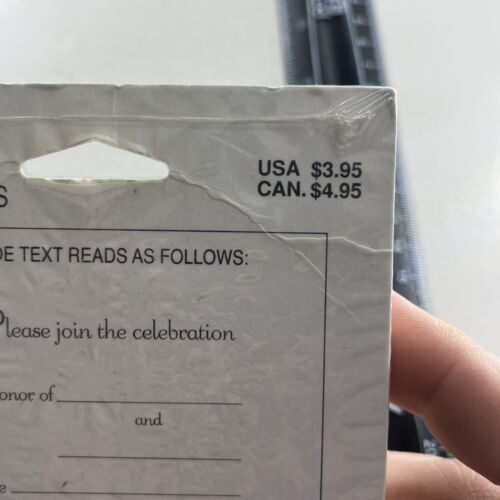 USA $3.95
CAN. $4.95
S
DE TEXT READS AS FOLLOWS:
Please join the celebration
onor of
and
e